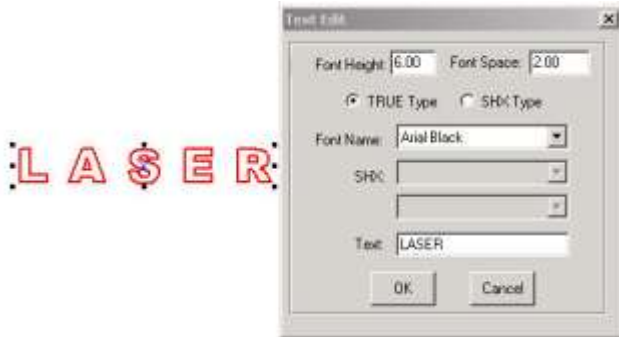 Text Edit
Font Height: 6.00 Font Space: 2.00
TRUE Type SHX Type
Font Name: Arial Black
SHX:
Text: LASER
OK Cancel
L A S E R